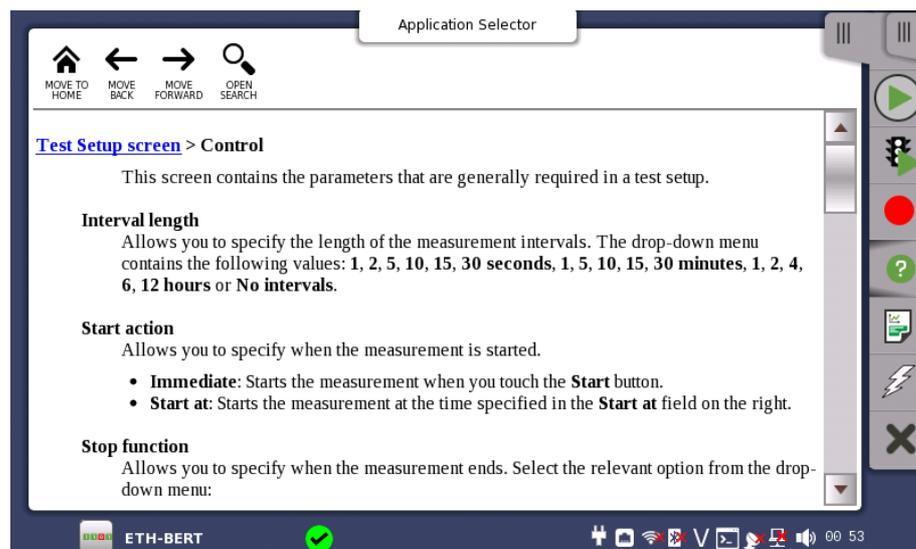 Application Selector
MOVE TO
HOME
MOVE
BACK
MOVE
FORWARD
OPEN
SEARCH
Test Setup screen > Control
This screen contains the parameters that are generally required in a test setup.
Interval length
Allows you to specify the length of the measurement intervals. The drop-down menu
contains the following values: 1, 2, 5, 10, 15, 30 seconds, 1, 5, 10, 15, 30 minutes, 1, 2, 4,
6, 12 hours or No intervals.
Start action
Allows you to specify when the measurement is started.
• Immediate: Starts the measurement when you touch the Start button.
• Start at: Starts the measurement at the time specified in the Start at field on the right.
Stop function
Allows you to specify when the measurement ends. Select the relevant option from the drop-
down menu:
ETH-BERT
00 53